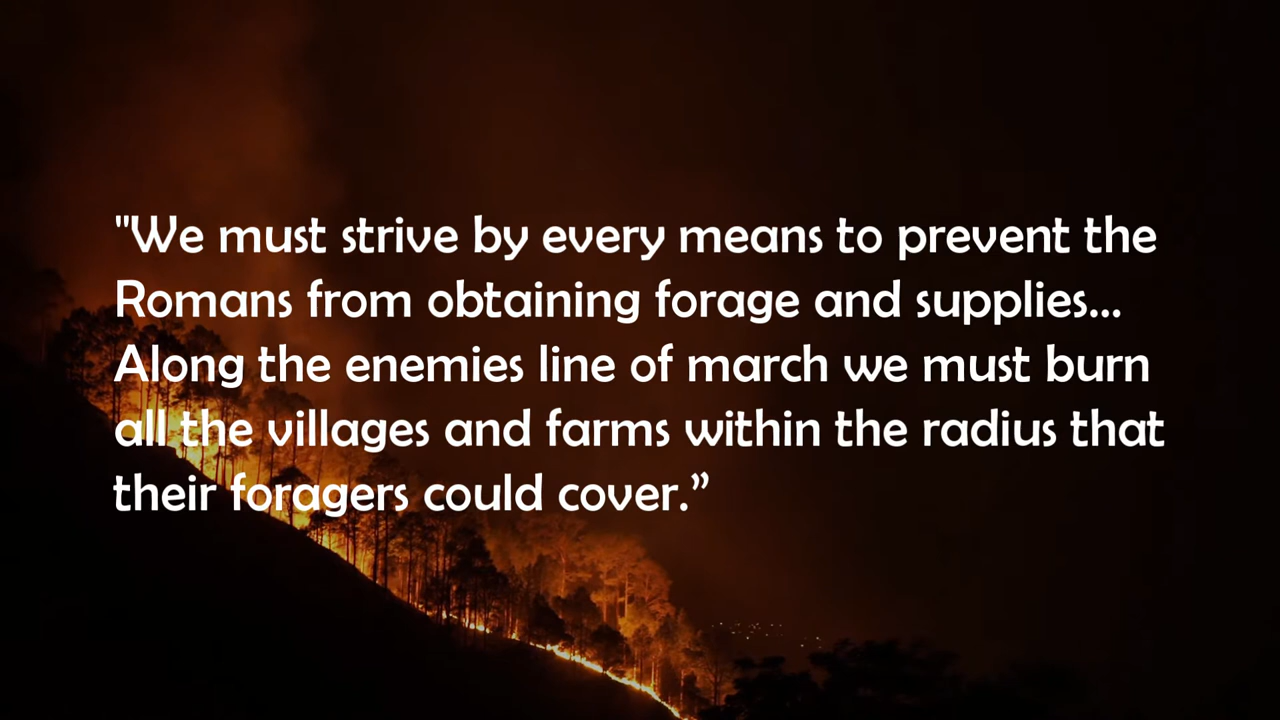 "We must strive by every means to prevent the
Romans from obtaining forage and supplies...
Along the enemies line of march we must burn
all the villages and farms within the radius that
their foragers could cover.”